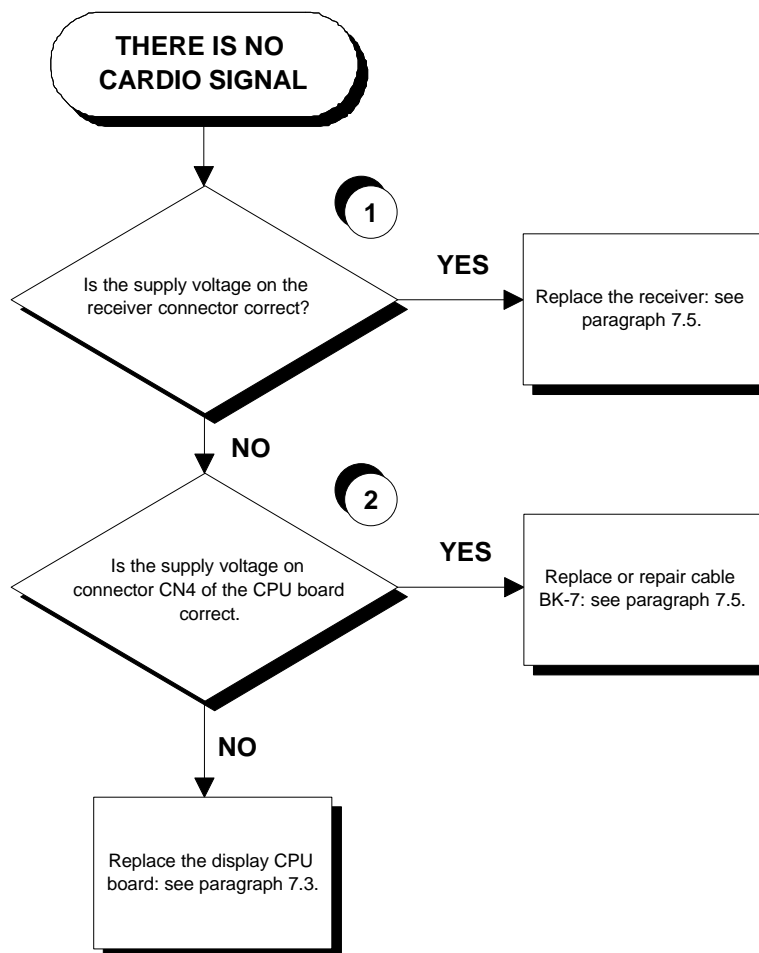 THERE IS NO
CARDIO SIGNAL
1
Is the supply voltage on the
receiver connector correct?
YES
Replace the receiver: see
paragraph 7.5.
NO
2
Is the supply voltage on
connector CN4 of the CPU board
correct.
YES
Replace or repair cable
BK-7: see paragraph 7.5.
NO
Replace the display CPU
board: see paragraph 7.3.